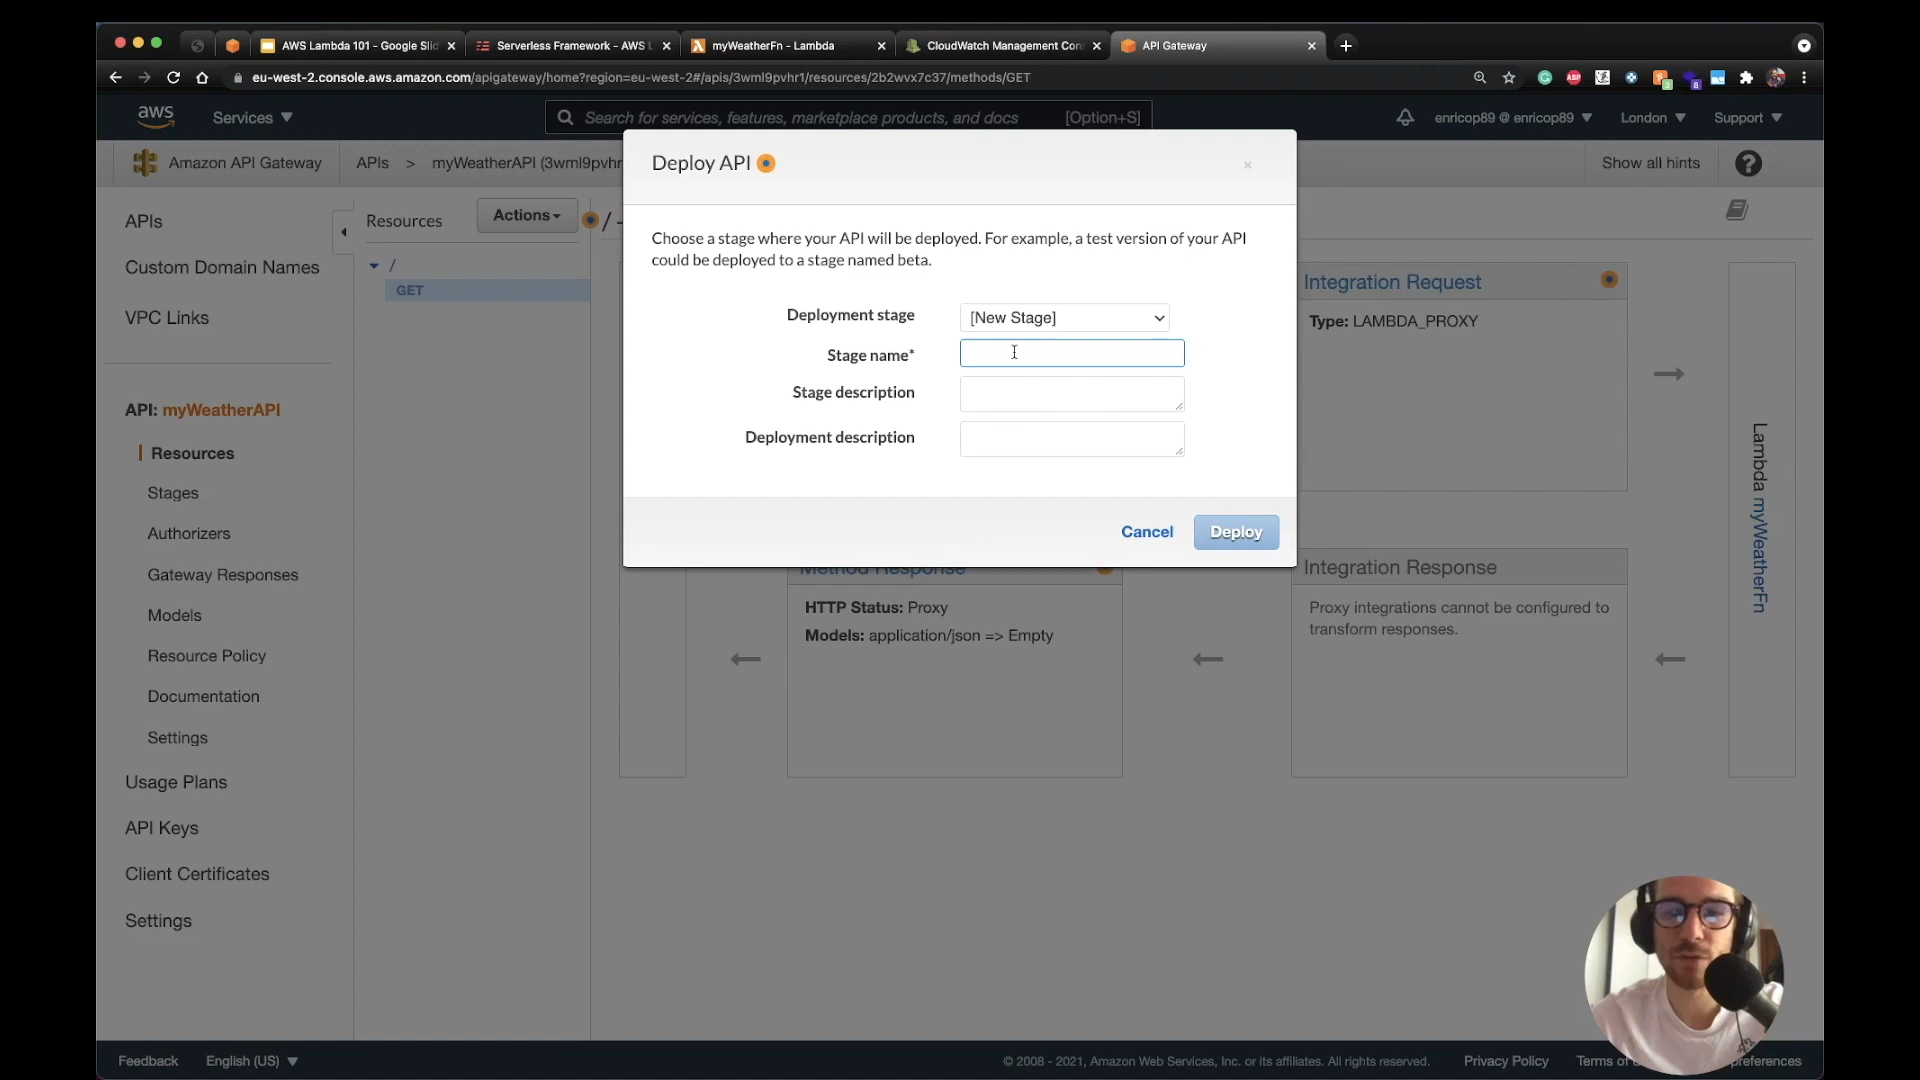 AWS Lambda 101 - Google Slid
Serverless Framework - AWS L
myWeatherFn - Lambda
CloudWatch Management Con
API Gateway
eu-west-2.console.aws.amazon.com/apigateway/home?region=eu-west-2#/apis/3wml9pvhr1/resources/2b2wvx7c37/methods/GET
ABP
3
8
aws
Services
Search for services, features, marketplace products, and docs
[Option+S]
enricop89 @ enricop89
London
Support
Amazon API Gateway
APIs
>
myWeatherAPI (3wml9pvhr
Show all hints
?
APIs
Custom Domain Names
VPC Links
API: myWeatherAPI
Resources
Stages
Authorizers
Gateway Responses
Models
Resource Policy
Documentation
Settings
Usage Plans
API Keys
Client Certificates
Settings
Resources
Actions
/ -
/
GET
Deploy API
×
Choose a stage where your API will be deployed. For example, a test version of your API
could be deployed to a stage named beta.
Deployment stage
[New Stage]
Stage name*
Stage description
Deployment description
Cancel
Deploy
Integration Request
Type: LAMBDA_PROXY
Method Response
HTTP Status: Proxy
Models: application/json => Empty
Integration Response
Proxy integrations cannot be configured to
transform responses.
Lambda myWeatherFn
Feedback
English (US)
© 2008 - 2021, Amazon Web Services, Inc. or its affiliates. All rights reserved.
Privacy Policy
Terms o
references